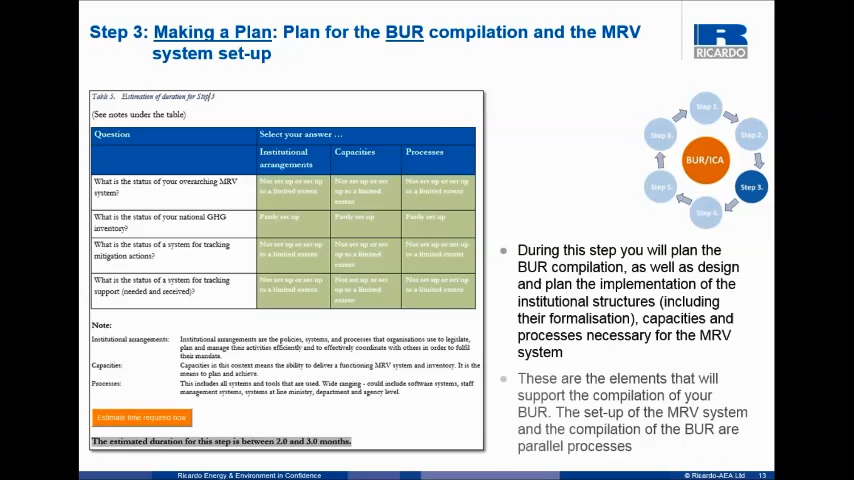 Step 3: Making a Plan: Plan for the BUR compilation and the MRV
system set-up
RICARDO
Table 5. Estimation of duration for Step 3
(See notes under the table)
Question
Select your answer …
Institutional
arrangements
Capacities
Processes
What is the status of your overarching MRV
system?
Not set up or set up
to a limited extent
Not set up or set
up to a limited
extent
Not set up or set
up to a limited extent
What is the status of your national GHG
inventory?
Partly set up
Partly set up
Partly set up
What is the status of a system for tracking
mitigation actions?
Not set up or set up
to a limited extent
Not set up or set
up to a limited
extent
Not set up or set
up to a limited extent
What is the status of a system for tracking
support (needed and received)?
Not set up or set up
to a limited extent
Not set up or set
up to a limited
extent
Not set up or set
up to a limited extent
Note:
Institutional arrangements: Institutional arrangements are the policies, systems, and processes that organisations use to legislate,
plan and manage their activities efficiently and to effectively coordinate with others in order to fulfil
their mandate.
Capacities: Capacities in this context means the ability to deliver a functioning MRV system and inventory. It is the
means to plan and achieve.
Processes: This includes all systems and tools that are used. Wide ranging - could include software systems, staff
management systems, systems at line ministry, department and agency level.
Estimate time required now
The estimated duration for this step is between 2.0 and 3.0 months.
Step 1.
Step 2.
Step 3.
Step 4.
Step 5.
Step 6.
BUR/ICA
During this step you will plan the
BUR compilation, as well as design
and plan the implementation of the
institutional structures (including
their formalisation), capacities and
processes necessary for the MRV
system
These are the elements that will
support the compilation of your
BUR. The set-up of the MRV system
and the compilation of the BUR are
parallel processes
Ricardo Energy & Environment in Confidence
© Ricardo-AEA Ltd
13